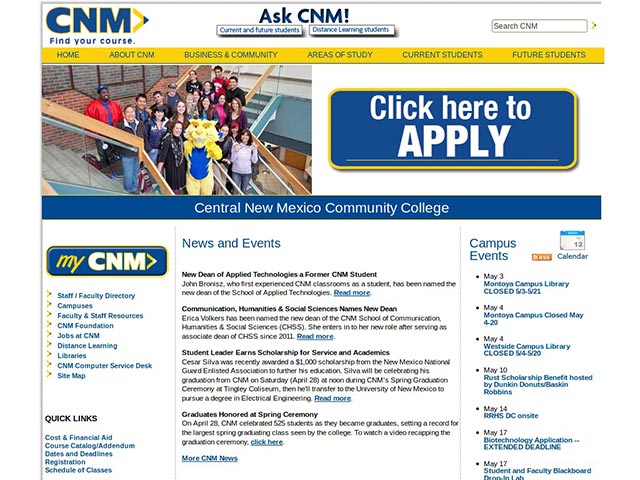 CNM
Find your course.
Ask CNM!
Current and future students
Distance Learning students
Search CNM
HOME
ABOUT CNM
BUSINESS & COMMUNITY
AREAS OF STUDY
CURRENT STUDENTS
FUTURE STUDENTS
Click here to
APPLY
Central New Mexico Community College
my CNM
Staff / Faculty Directory
Campuses
Faculty & Staff Resources
CNM Foundation
Jobs at CNM
Distance Learning
Libraries
CNM Computer Service Desk
Site Map
QUICK LINKS
Cost & Financial Aid
Course Catalog/Addendum
Dates and Deadlines
Registration
Schedule of Classes
News and Events
New Dean of Applied Technologies a Former CNM Student
John Bronisz, who first experienced CNM classrooms as a student, has been named the
new dean of the School of Applied Technologies. Read more.
Communication, Humanities & Social Sciences Names New Dean
Erica Volkers has been named the new dean of the CNM School of Communication,
Humanities & Social Sciences (CHSS). She enters in to her new role after serving as
associate dean of CHSS since 2011. Read more.
Student Leader Earns Scholarship for Service and Academics
Cesar Silva was recently awarded a $1,000 scholarship from the New Mexico National
Guard Enlisted Association to further his education. Silva will be celebrating his
graduation from CNM on Saturday (April 28) at noon during CNM's Spring Graduation
Ceremony at Tingley Coliseum, then he'll transfer to the University of New Mexico to
pursue a degree in Electrical Engineering. Read more.
Graduates Honored at Spring Ceremony
On April 28, CNM celebrated 525 students as they became graduates, setting a record for
the largest spring graduating class seen by the college. To watch a video recapping the
graduation ceremony, click here.
More CNM News
Campus
Events
RSS
12
Calendar
May 3
Montoya Campus Library
CLOSED 5/3-5/21
May 4
Montoya Campus Closed May
4-20
May 4
Westside Campus Library
CLOSED 5/4-5/20
May 10
Rust Scholarship Benefit hosted
by Dunkin Donuts/Baskin
Robbins
May 14
RRHS DC onsite
May 17
Biotechnology Application --
EXTENDED DEADLINE
May 17
Student and Faculty Blackboard
Drop-In Lab